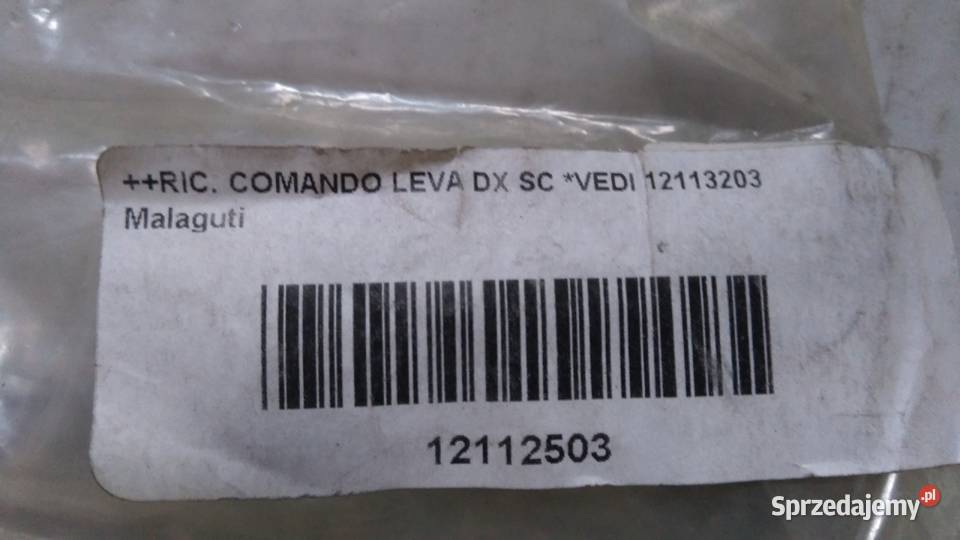 ++RIC. COMANDO LEVA DX SC *VEDI 12113203
Malaguti
12112503
Sprzedajemy.pl